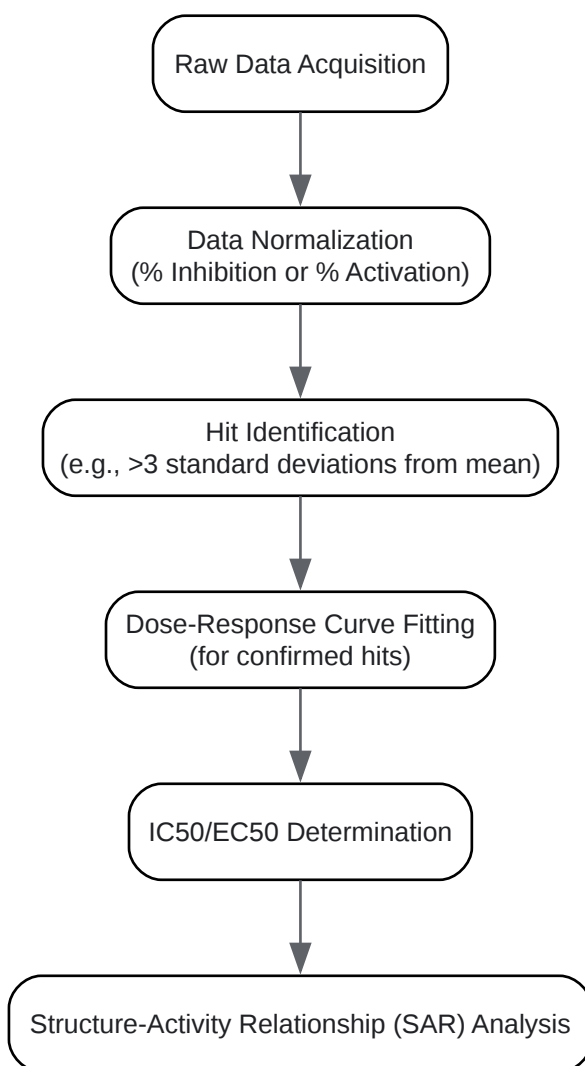 Raw Data Acquisition
Data Normalization
(% Inhibition or % Activation)
Hit Identification
(e.g., >3 standard deviations from mean)
Dose-Response Curve Fitting
(for confirmed hits)
IC50/EC50 Determination
Structure-Activity Relationship (SAR) Analysis